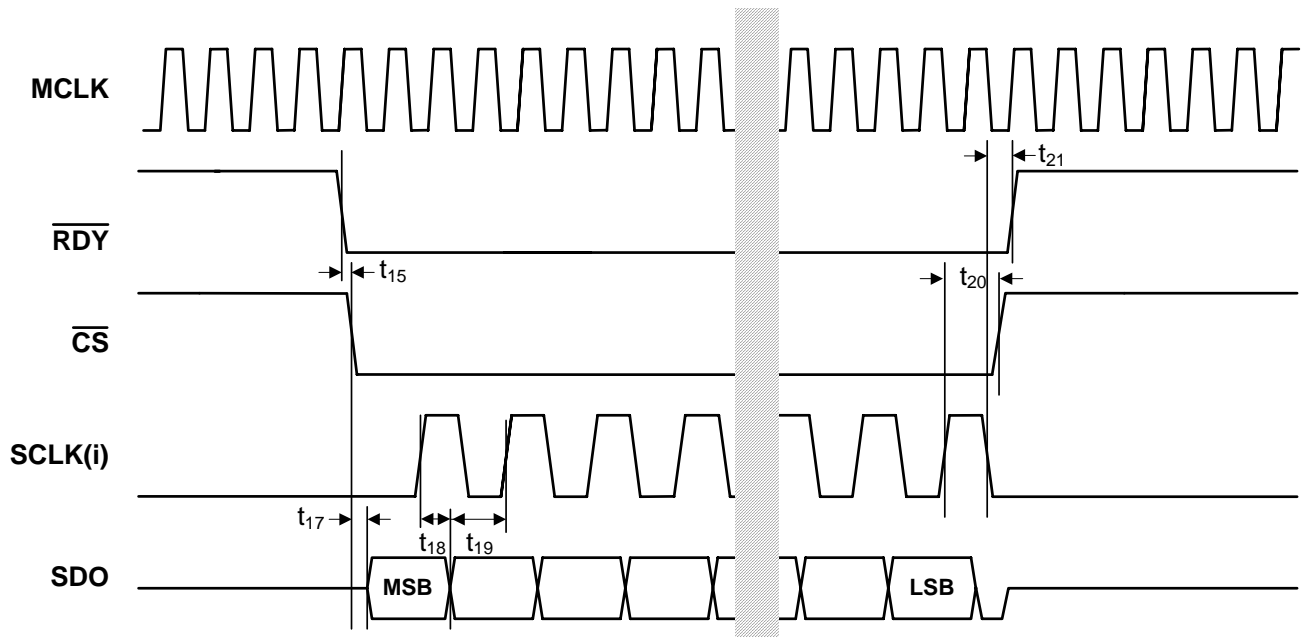 MCLK
t21
RDY
t15
t20
CS
SCLK(i)
t17
t18
t19
SDO
MSB
LSB